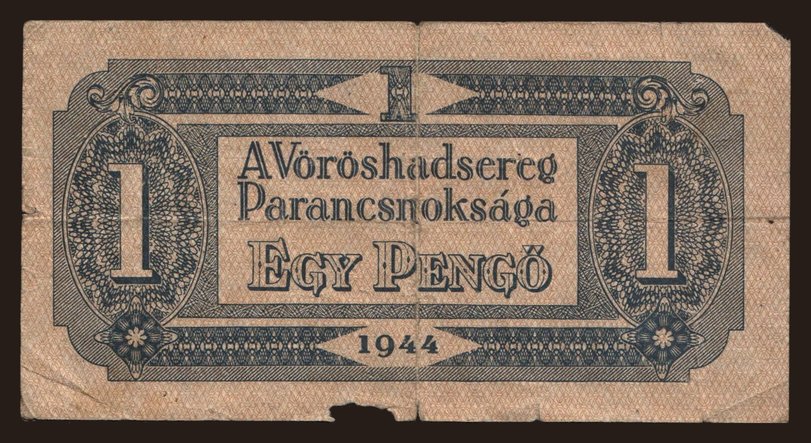 1
A Vöröshadsereg
Parancsnoksága
1 Egy Pengő 1
1944